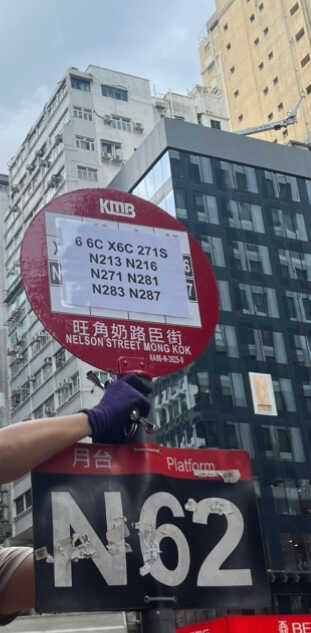 KMB
6 6C X6C 271S
N213 N216
N271 N281
N283 N287
旺角奶路臣街
NELSON STREET MONG KOK
月台
Platform
N62
BE